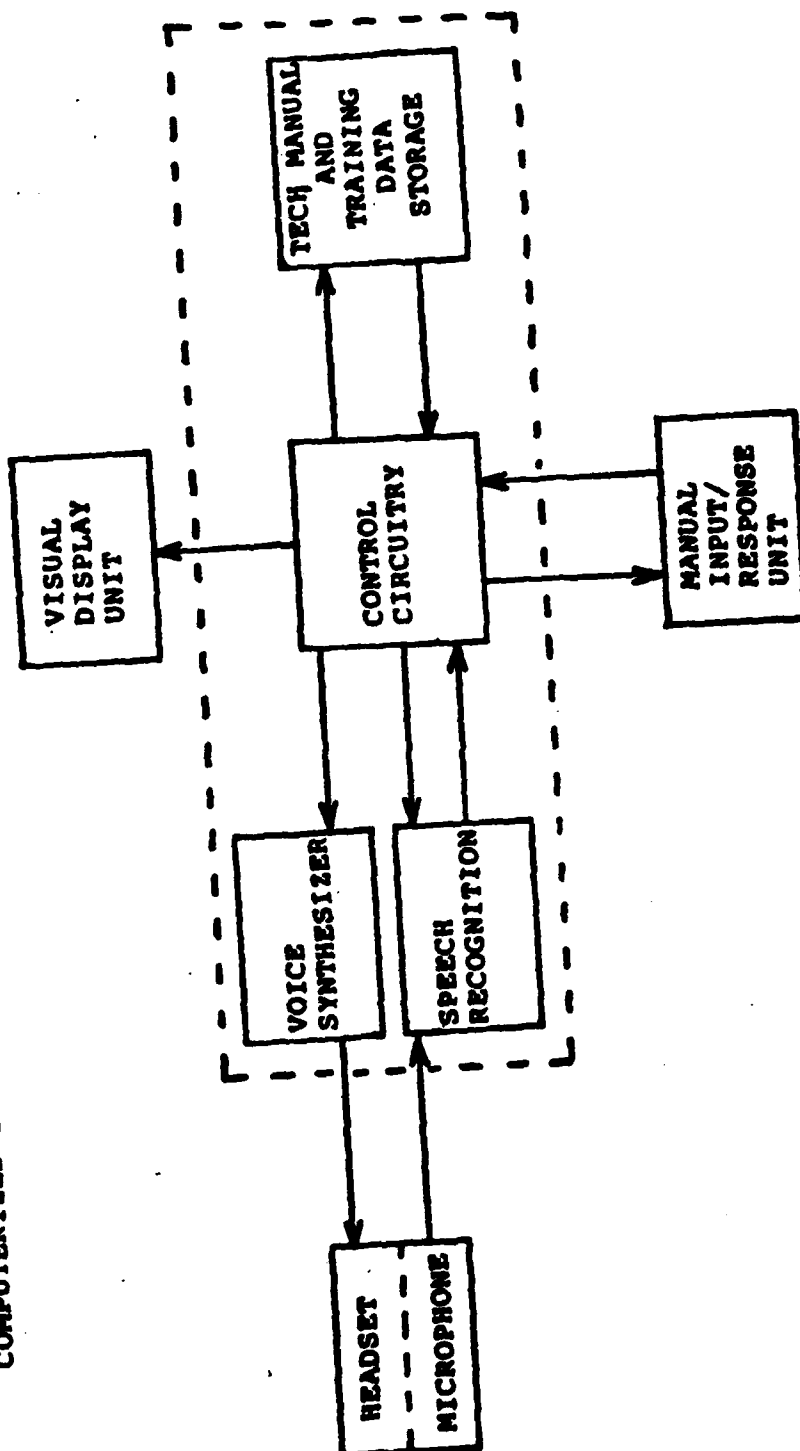 VISUAL
DISPLAY
UNIT
TECH MANUAL
AND
TRAINING
DATA
STORAGE
CONTROL
CIRCUITRY
VOICE
SYNTHESIZER
SPEECH
RECOGNITION
HEADSET
MICROPHONE
MANUAL
INPUT/
RESPONSE
UNIT